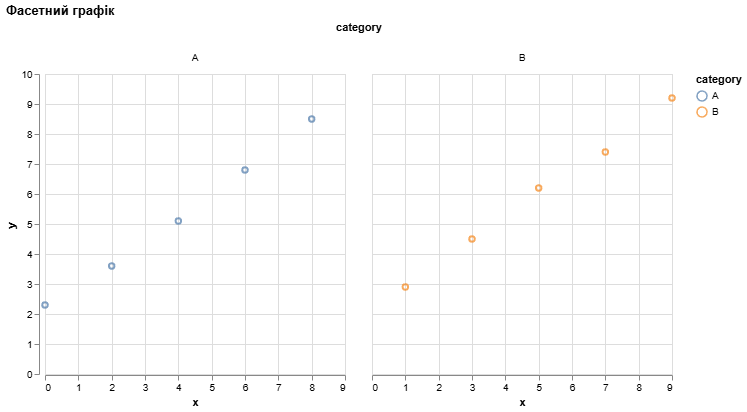 Фасетний графік
category
A
B
10
9
8
7
6
5
4
3
2
1
0
y
0 1 2 3 4 5 6 7 8 9
x
0 1 2 3 4 5 6 7 8 9
x
category
A
B